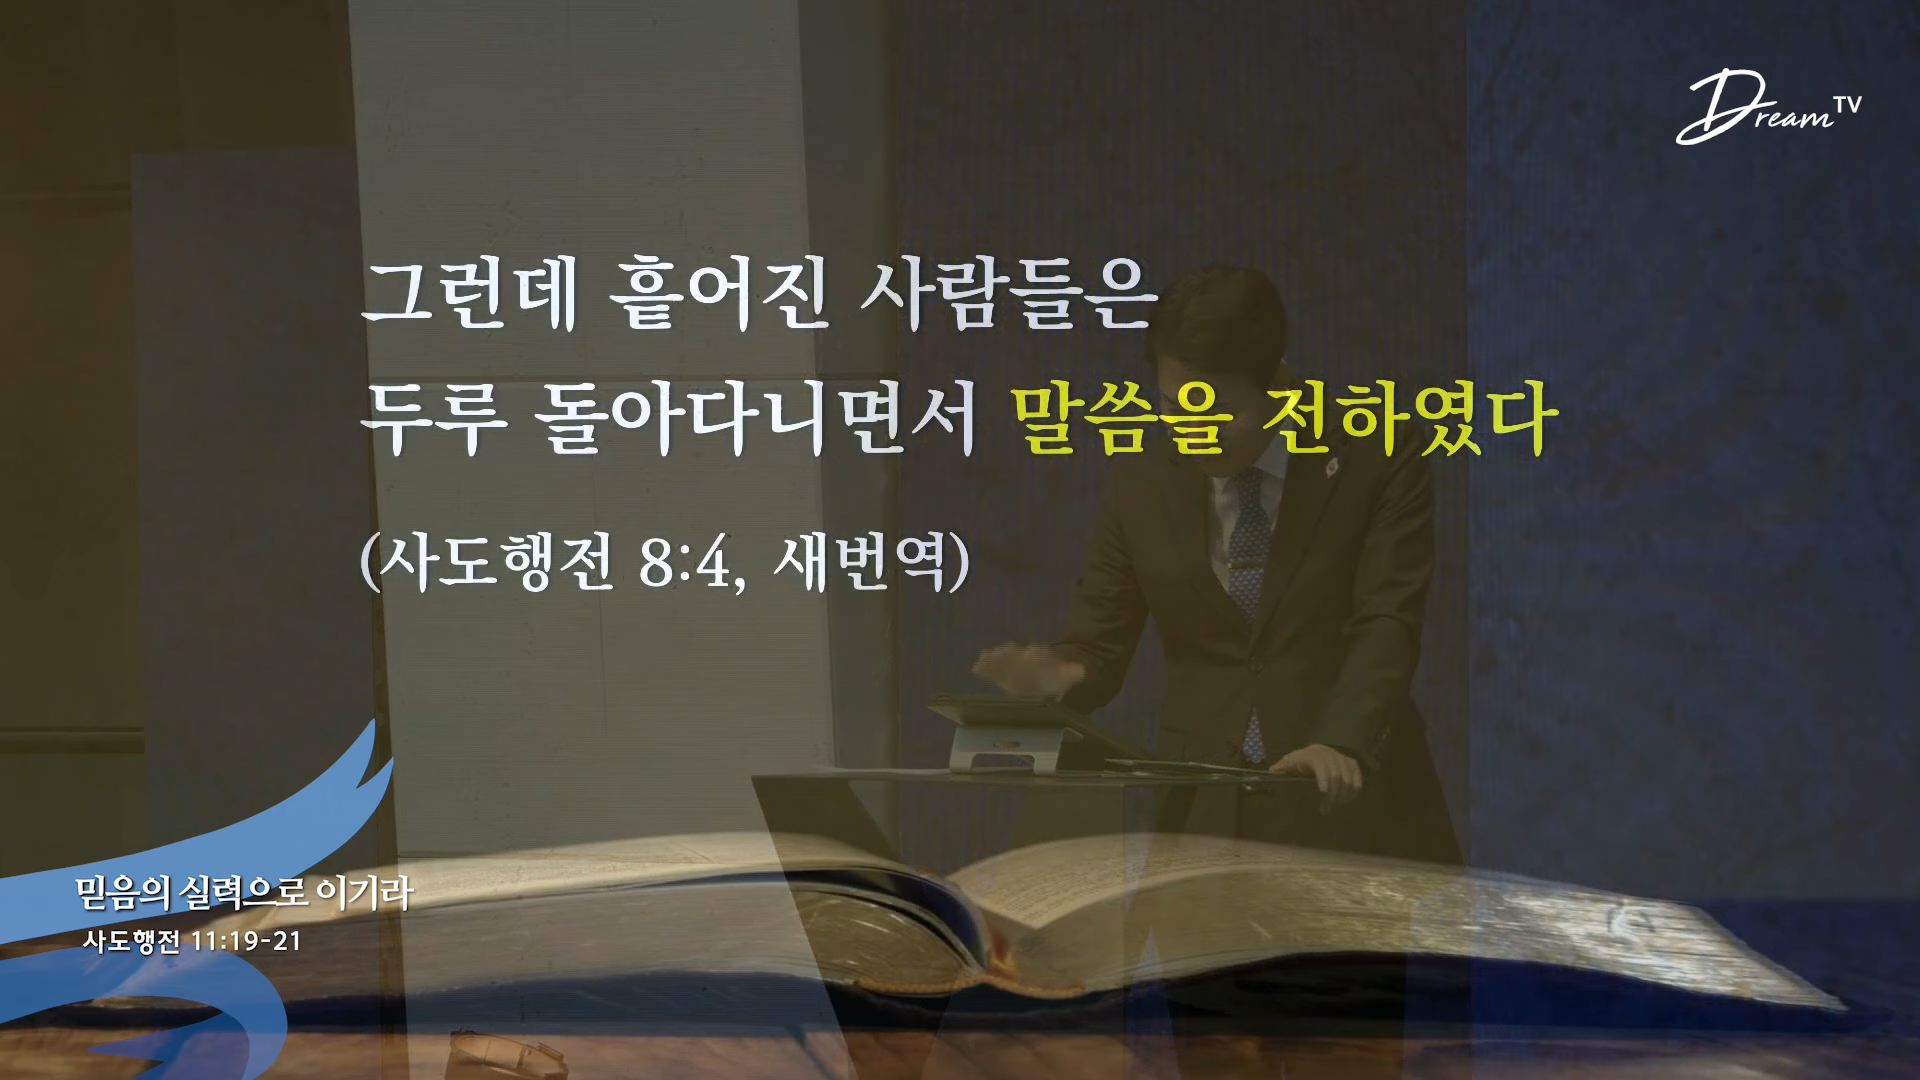 Dream TV
그런데 흩어진 사람들은
두루 돌아다니면서 말씀을 전하였다
(사도행전 8:4, 새번역)
믿음의 실력으로 이기라
사도행전 11:19-21